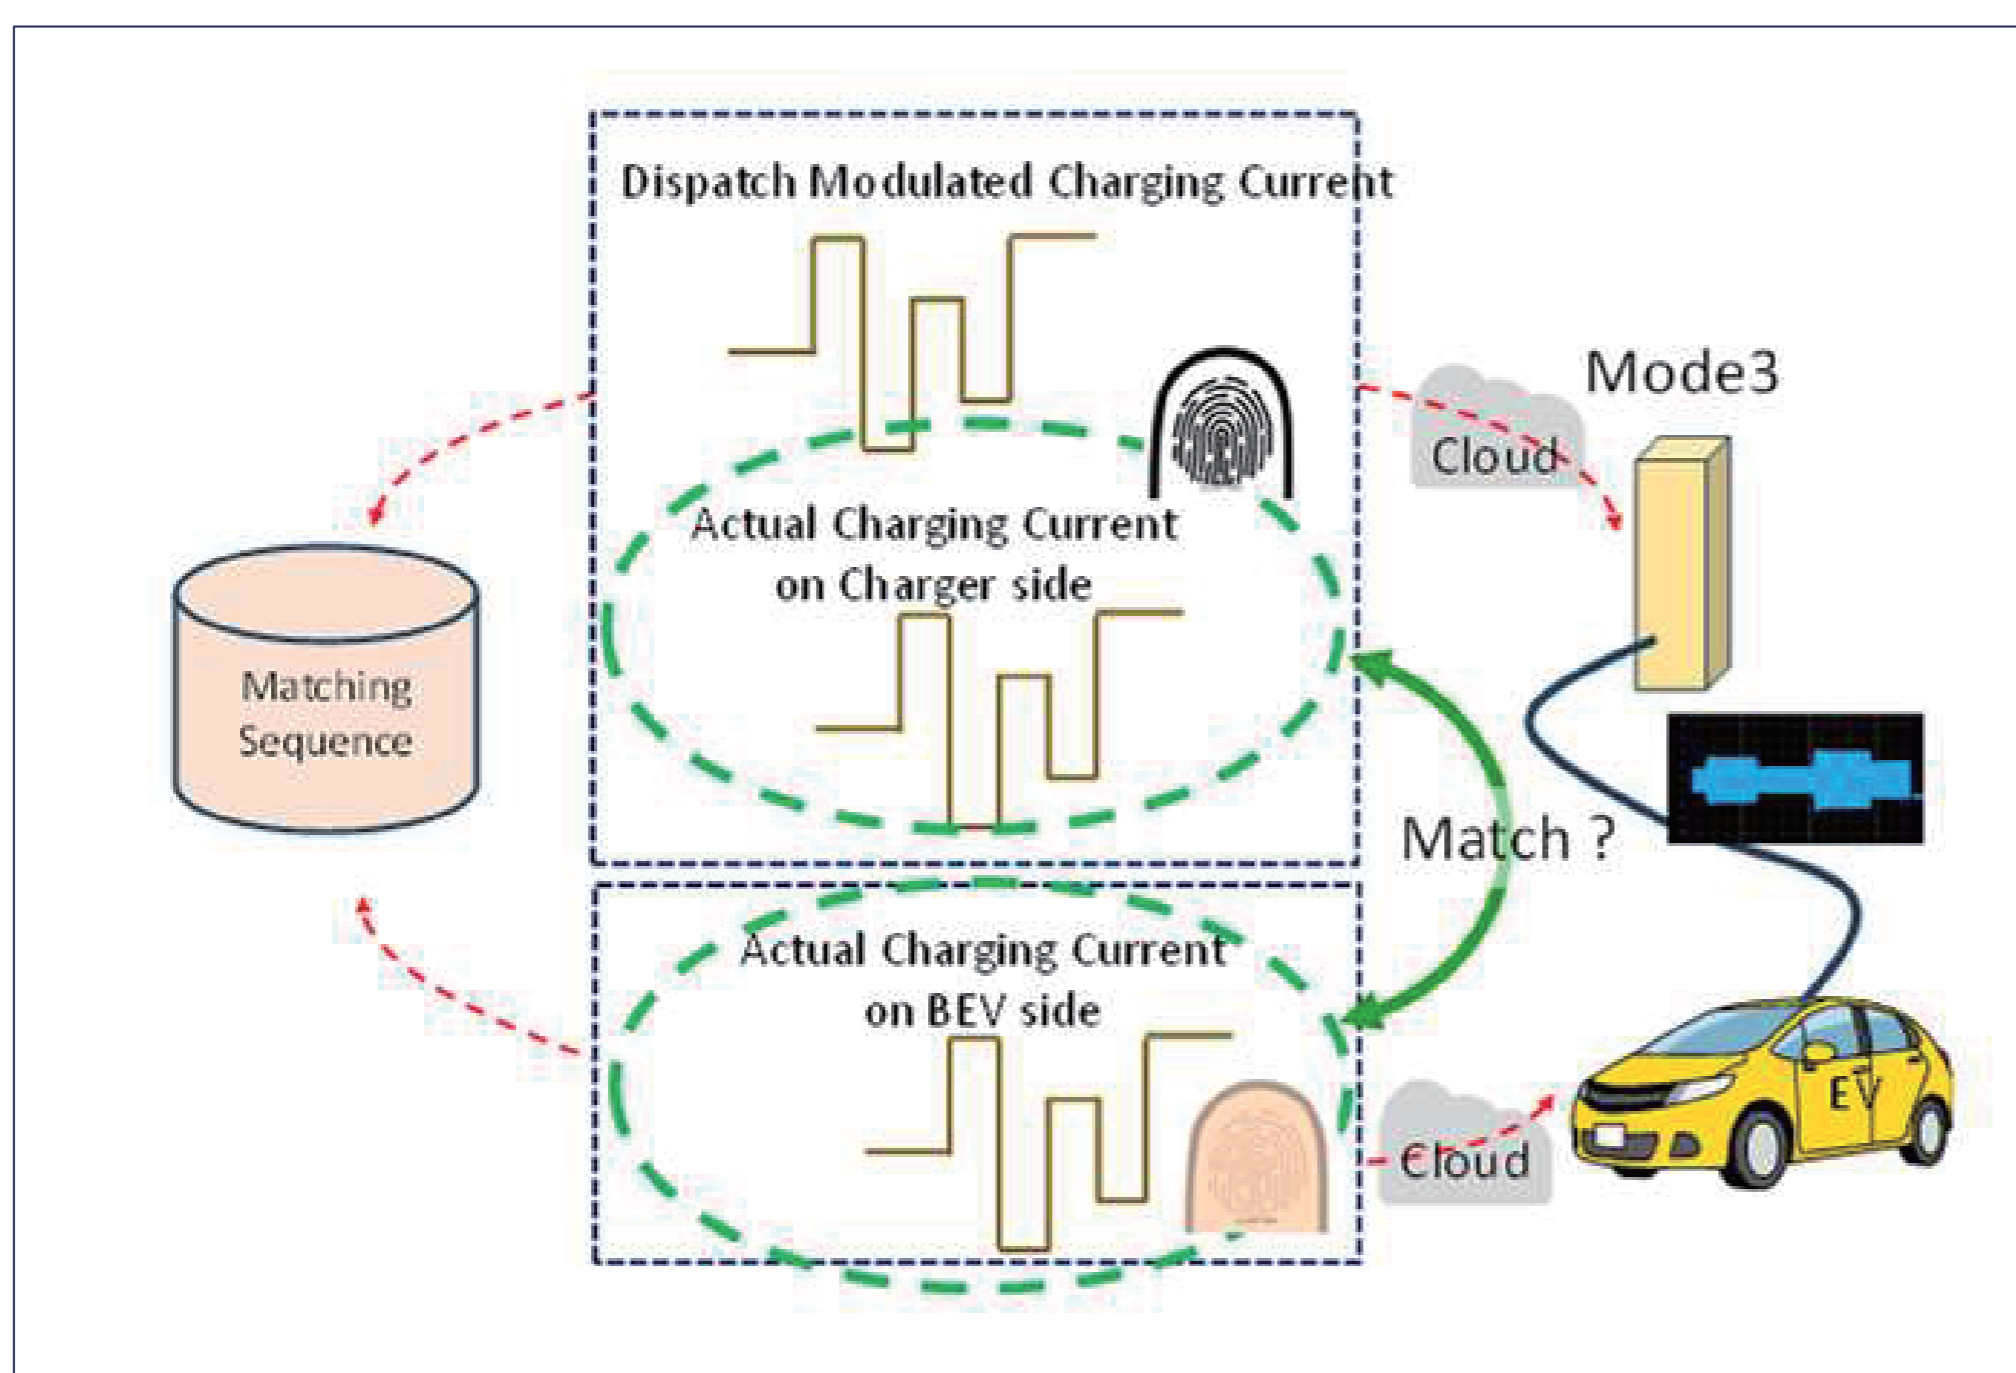 Dispatch Modulated Charging Current
Mode3
Cloud
Actual Charging Current
on Charger side
Matching
Sequence
Match ?
Actual Charging Current
on BEV side
EV
Cloud